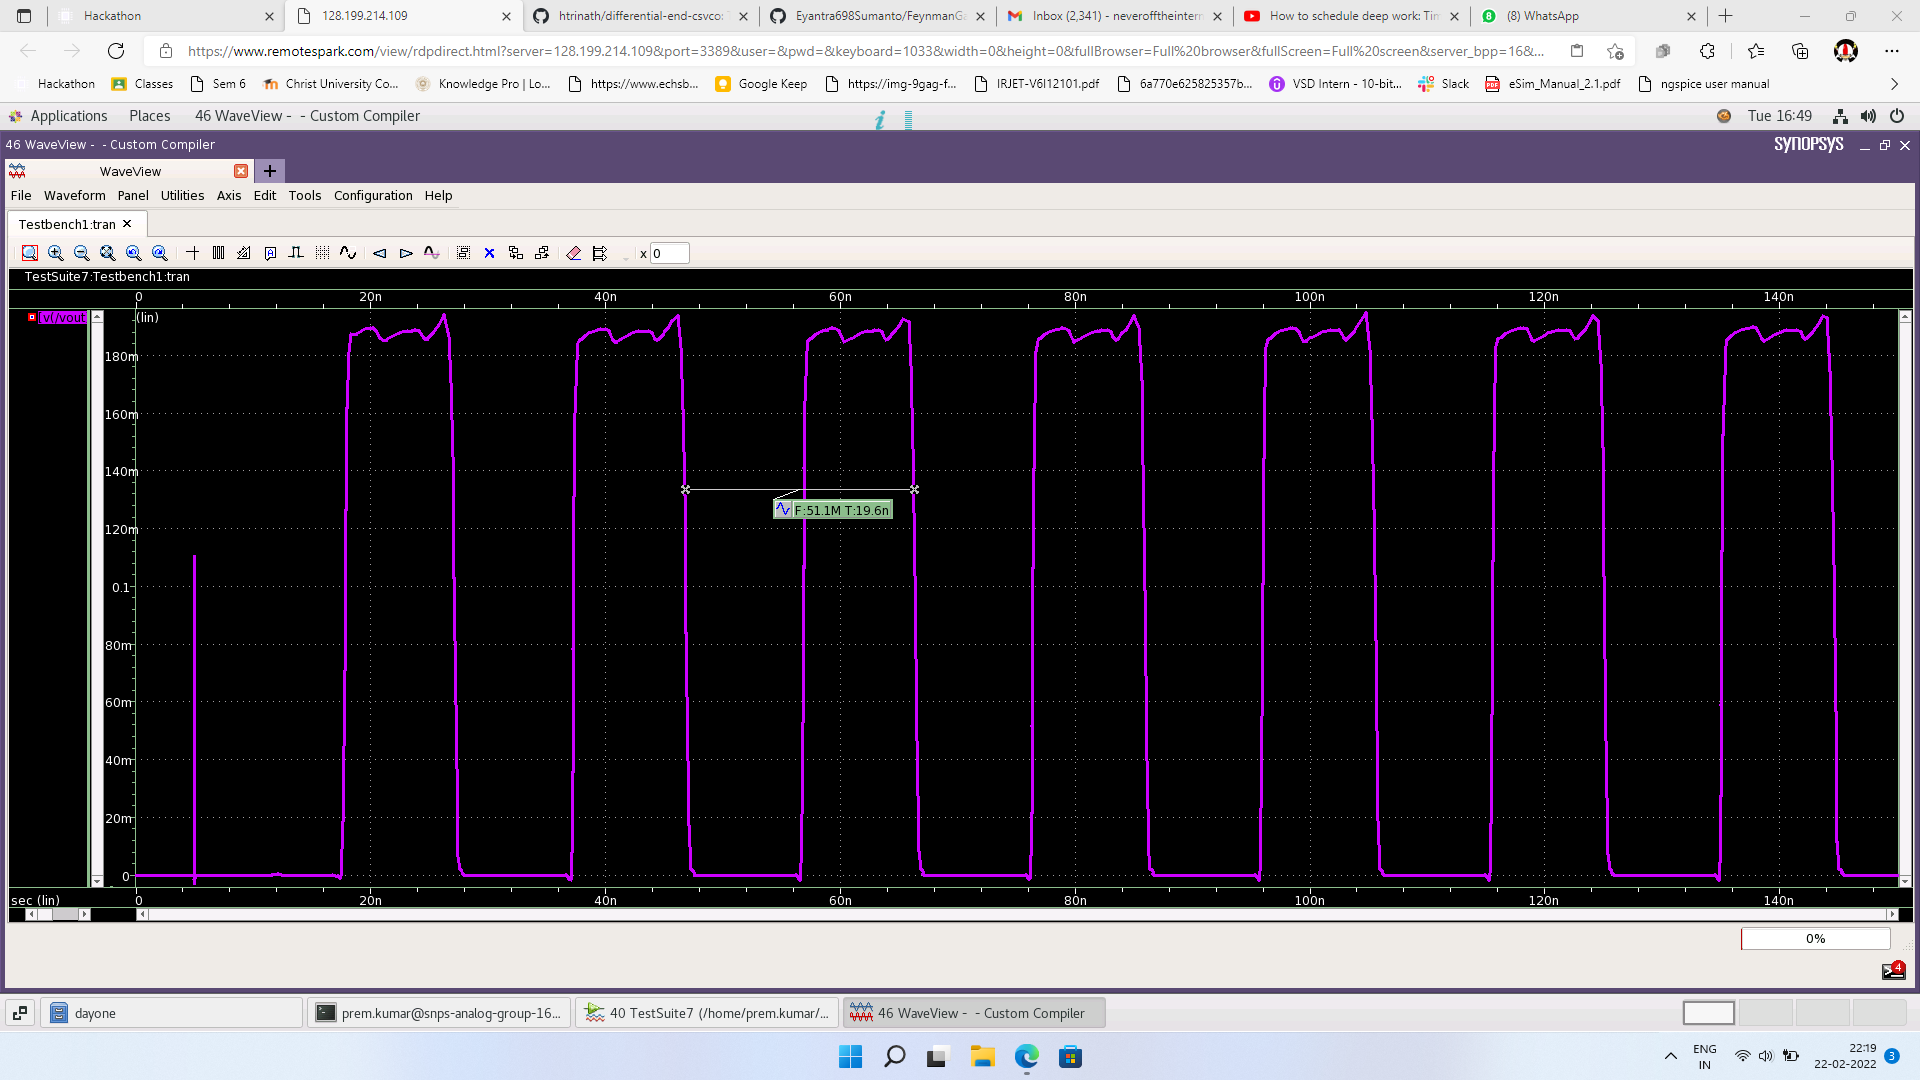 Hackathon
128.199.214.109
htrinath/differential-end-csvco: T
Eyantra698Sumanto/FeynmanGa
Inbox (2,341) - neverofftheintern
How to schedule deep work: Tim
(8) WhatsApp
https://www.remotespark.com/view/rdpdirect.html?server=128.199.214.109&port=3389&user=&pwd=&keyboard=1033&width=0&height=0&fullBrowser=Full%20browser&fullScreen=Full%20screen&server_bpp=16&...
Hackathon
Classes
Sem 6
Christ University Co...
Knowledge Pro | Lo...
https://www.echsb...
Google Keep
https://img-9gag-f...
IRJET-V6I12101.pdf
6a770e625825357b...
VSD Intern - 10-bit...
Slack
eSim_Manual_2.1.pdf
ngspice user manual
Applications Places 46 WaveView - - Custom Compiler
Tue 16:49
46 WaveView - - Custom Compiler
SYNOPSYS
WaveView
File Waveform Panel Utilities Axis Edit Tools Configuration Help
Testbench1:tran
x 0
TestSuite7:Testbench1:tran
0 20n 40n 60n 80n 100n 120n 140n
v(/vout
(lin)
180m
160m
140m
F:51.1M T:19.6n
120m
0.1
80m
60m
40m
20m
0
sec (lin)
0 20n 40n 60n 80n 100n 120n 140n
0%
4
dayone
prem.kumar@snps-analog-group-16...
40 TestSuite7 (/home/prem.kumar/...
46 WaveView - - Custom Compiler
ENG
IN
22:19
22-02-2022
3